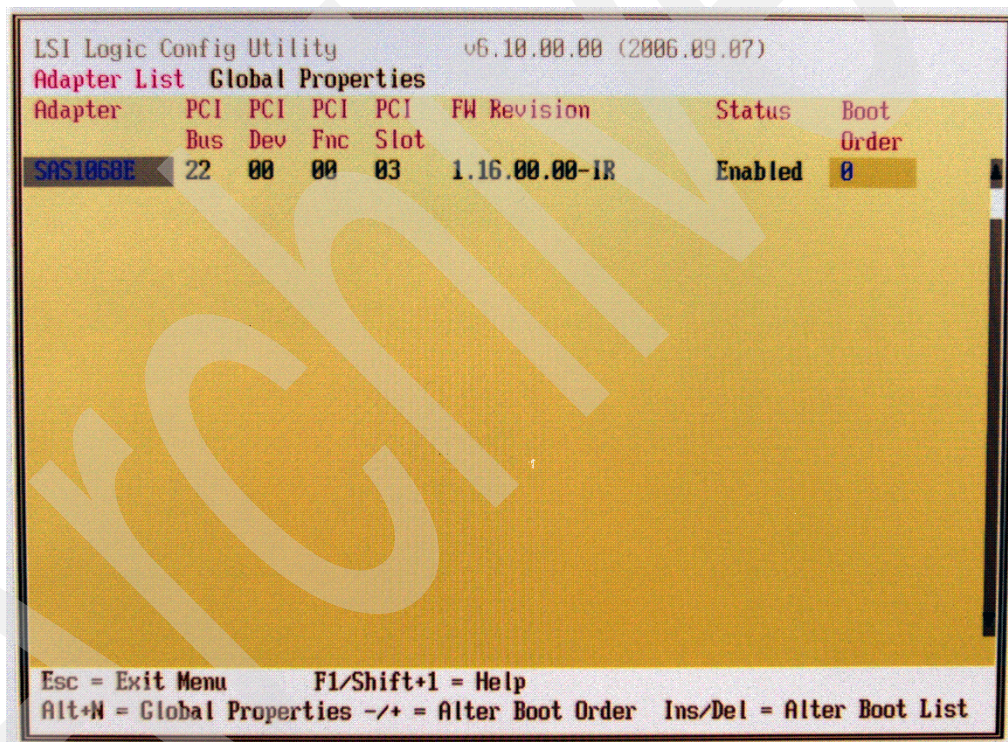 LSI Logic Config Utility v6.10.00.00 (2006.09.07)
Adapter List Global Properties
Adapter PCI PCI PCI PCI FW Revision Status Boot
Bus Dev Fnc Slot Order
SAS1068E 22 00 00 03 1.16.00.00-IR Enabled 0
Esc = Exit Menu F1/Shift+1 = Help
Alt+N = Global Properties -/+ = Alter Boot Order Ins/Del = Alter Boot List